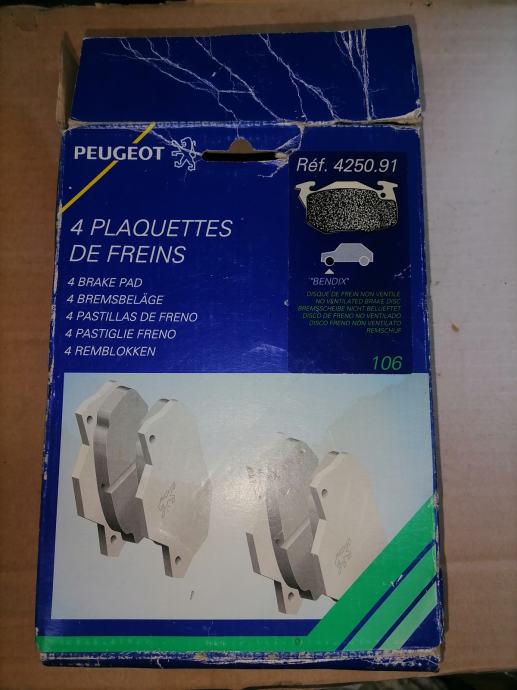 PEUGEOT
4 PLAQUETTES
DE FREINS
4 BRAKE PAD
4 BREMSBELÄGE
4 PASTILLAS DE FRENO
4 PASTIGLIE FRENO
4 REMBLOKKEN
Réf. 4250.91
"BENDIX"
DISQUE DE FREIN NON VENTILE
NO VENTILATED BRAKE DISC
BREMSSCHEIBE NICHT BELUEFTET
DISCO DE FRENO NO VENTILADO
DISCO FRENO NON VENTILATO
REMSCHIJF
106